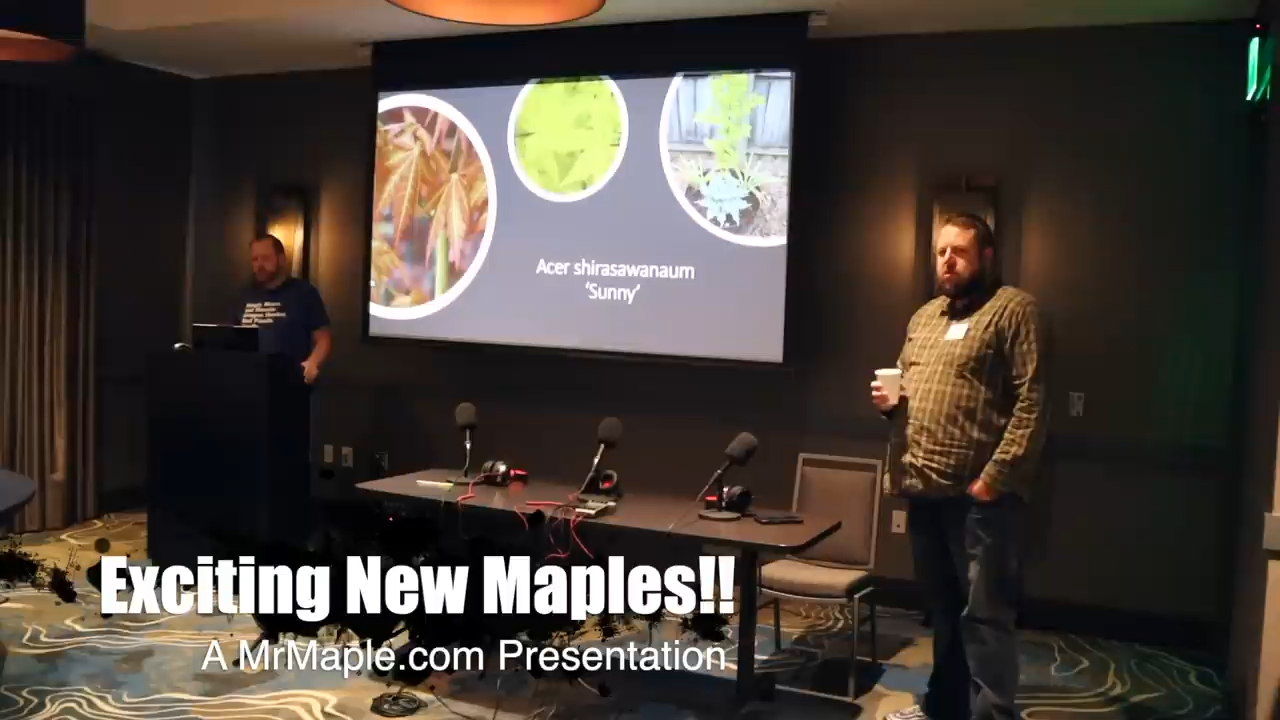 Acer shirasawanaum
'Sunny'
Exciting New Maples!!
A MrMaple.com Presentation